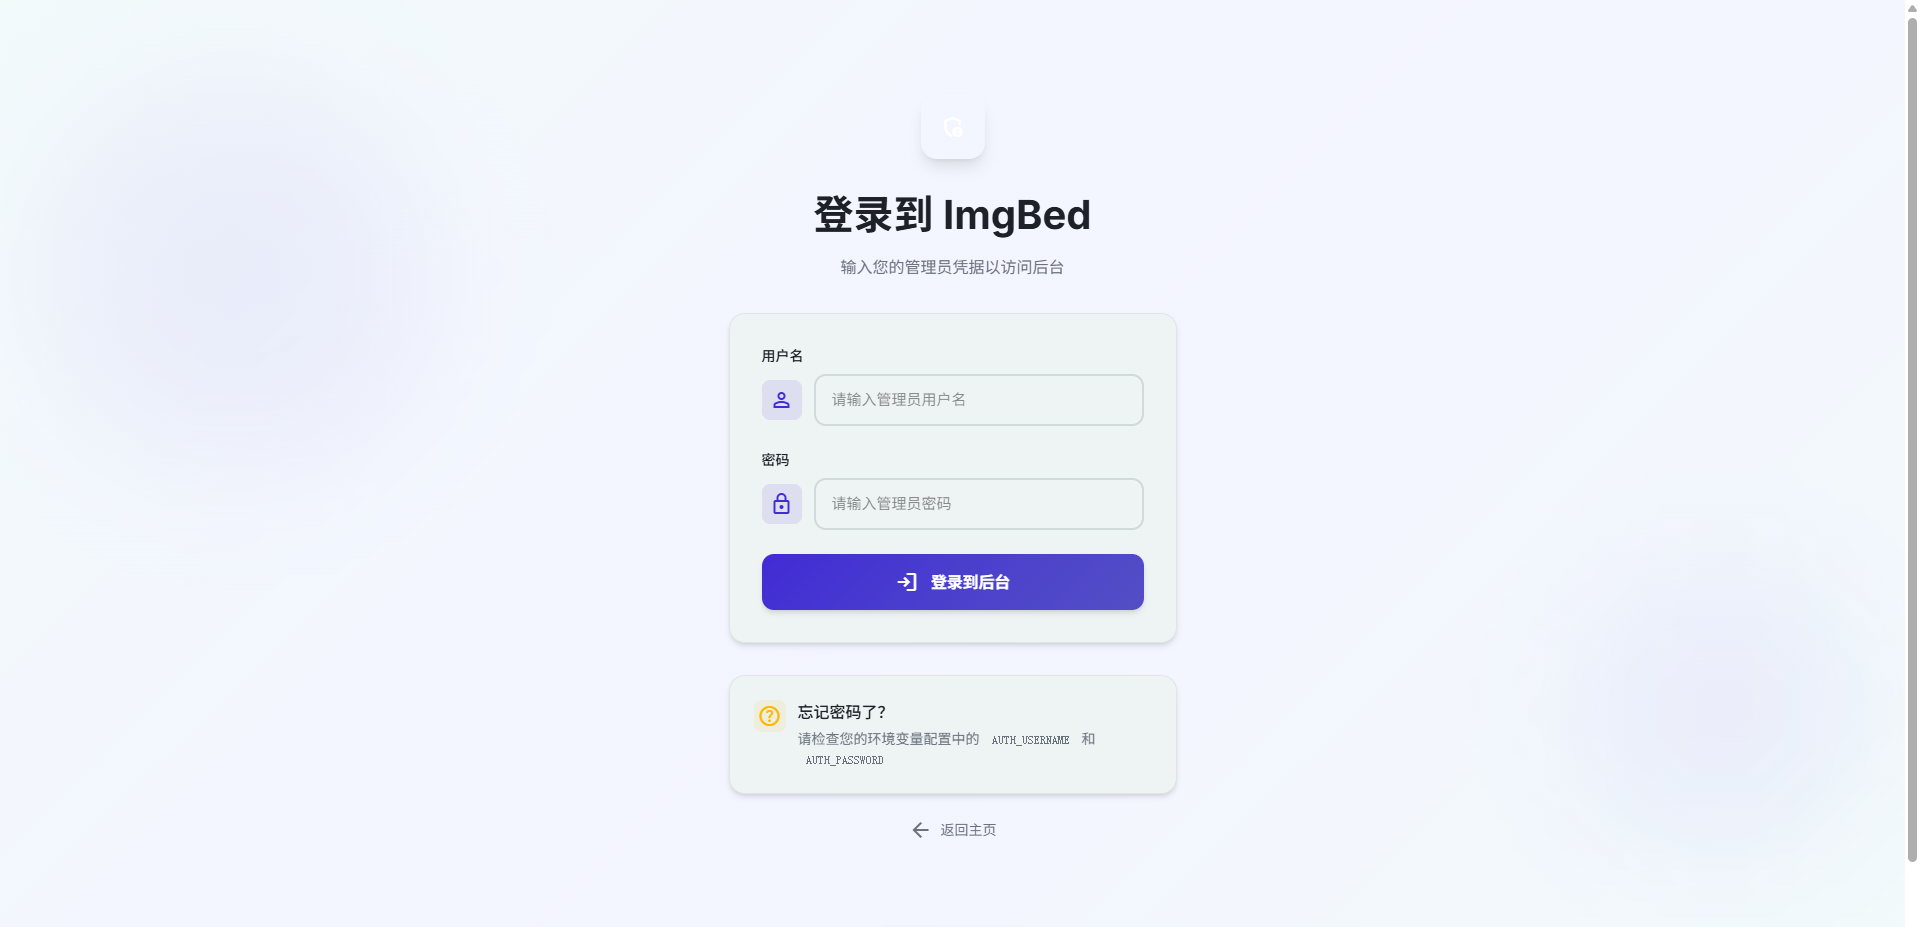 登录到 ImgBed
输入您的管理员凭据以访问后台
用户名
请输入管理员用户名
密码
请输入管理员密码
登录到后台
忘记密码了？
请检查您的环境变量配置中的 AUTH_USERNAME 和
AUTH_PASSWORD
返回主页